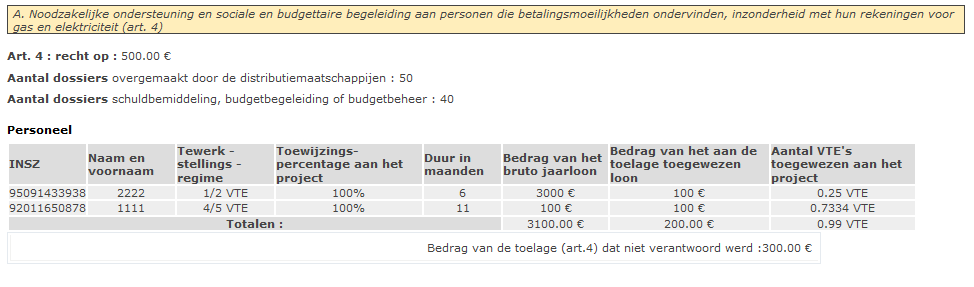 A. Noodzakelijke ondersteuning en sociale en budgettaire begeleiding aan personen die betalingsmoeilijkheden ondervinden, inzonderheid met hun rekeningen voor
gas en elektriciteit (art. 4)
Art. 4 : recht op : 500.00 €
Aantal dossiers overgemaakt door de distributiemaatschappijen : 50
Aantal dossiers schuldbemiddeling, budgetbegeleiding of budgetbeheer : 40
Personeel
INSZ Naam en voornaam Tewerk - stellings - regime Toewijzings- percentage aan het project Duur in maanden Bedrag van het bruto jaarloon Bedrag van het aan de toelage toegewezen loon Aantal VTE's toegewezen aan het project
95091433938 2222 1/2 VTE 100% 6 3000 € 100 € 0.25 VTE
92011650878 1111 4/5 VTE 100% 11 100 € 100 € 0.7334 VTE
Totalen : 3100.00 € 200.00 € 0.99 VTE
Bedrag van de toelage (art.4) dat niet verantwoord werd :300.00 €